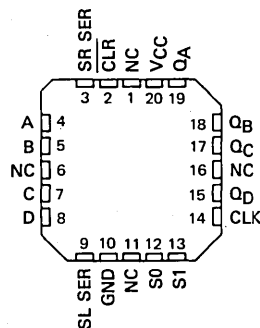 SR SER
CLR
NC
VCC
QA
3 2 1 20 19
A 4
B 5
NC 6
C 7
D 8
18 QB
17 QC
16 NC
15 QD
14 CLK
9 10 11 12 13
SL SER
GND
NC
S0
S1